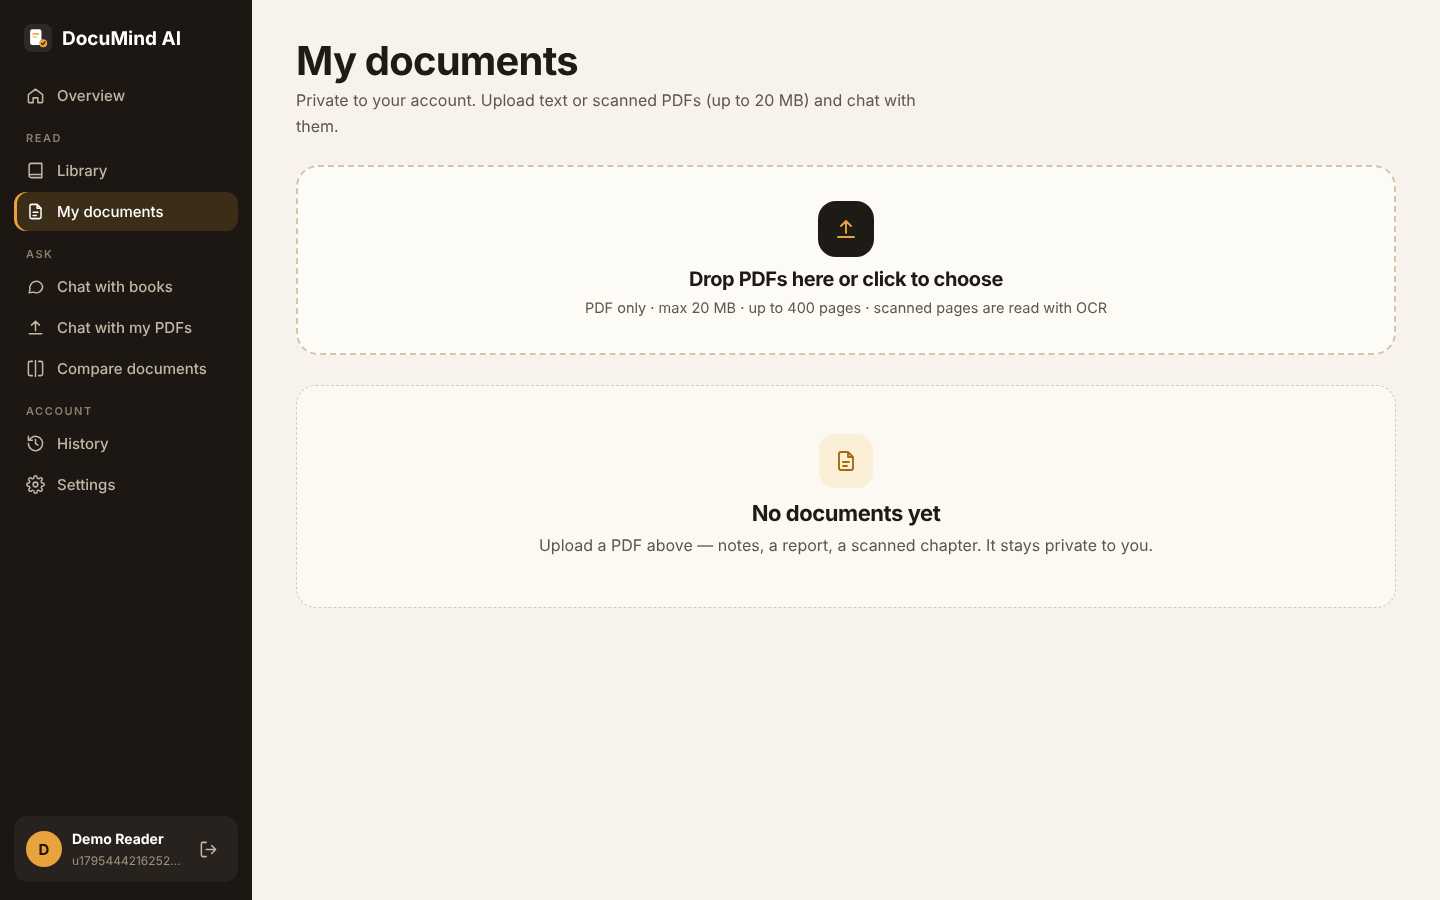 DocuMind AI
Overview
READ
Library
My documents
ASK
Chat with books
Chat with my PDFs
Compare documents
ACCOUNT
History
Settings
D
Demo Reader
u1795444216252...
My documents
Private to your account. Upload text or scanned PDFs (up to 20 MB) and chat with
them.
Drop PDFs here or click to choose
PDF only · max 20 MB · up to 400 pages · scanned pages are read with OCR
No documents yet
Upload a PDF above — notes, a report, a scanned chapter. It stays private to you.